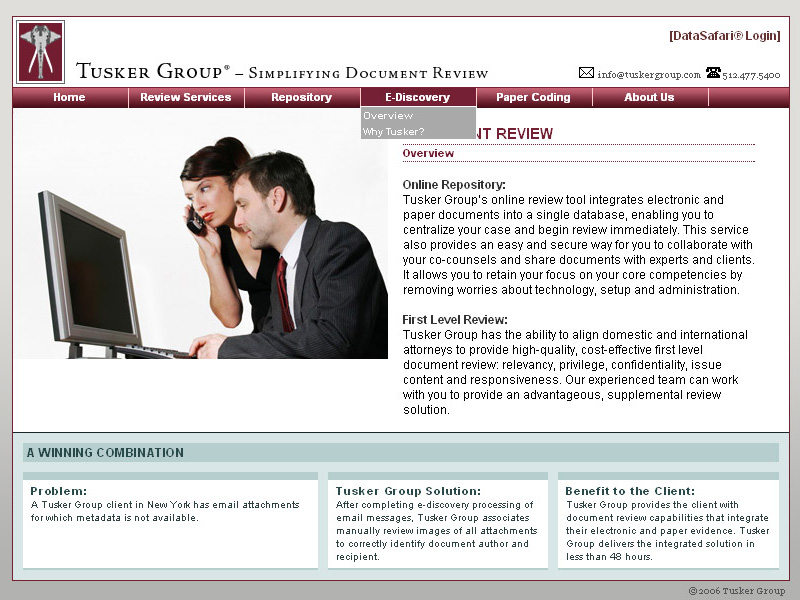 [DataSafari® Login]
Tusker Group® – Simplifying Document Review
info@tuskergroup.com 512.477.5400
Home Review Services Repository E-Discovery Paper Coding About Us
Overview
Why Tusker?
NT REVIEW
Overview
Online Repository:
Tusker Group's online review tool integrates electronic and
paper documents into a single database, enabling you to
centralize your case and begin review immediately. This service
also provides an easy and secure way for you to collaborate with
your co-counsels and share documents with experts and clients.
It allows you to retain your focus on your core competencies by
removing worries about technology, setup and administration.
First Level Review:
Tusker Group has the ability to align domestic and international
attorneys to provide high-quality, cost-effective first level
document review: relevancy, privilege, confidentiality, issue
content and responsiveness. Our experienced team can work
with you to provide an advantageous, supplemental review
solution.
A WINNING COMBINATION
Problem:
A Tusker Group client in New York has email attachments
for which metadata is not available.
Tusker Group Solution:
After completing e-discovery processing of
email messages, Tusker Group associates
manually review images of all attachments
to correctly identify document author and
recipient.
Benefit to the Client:
Tusker Group provides the client with
document review capabilities that integrate
their electronic and paper evidence. Tusker
Group delivers the integrated solution in
less than 48 hours.
©2006 Tusker Group